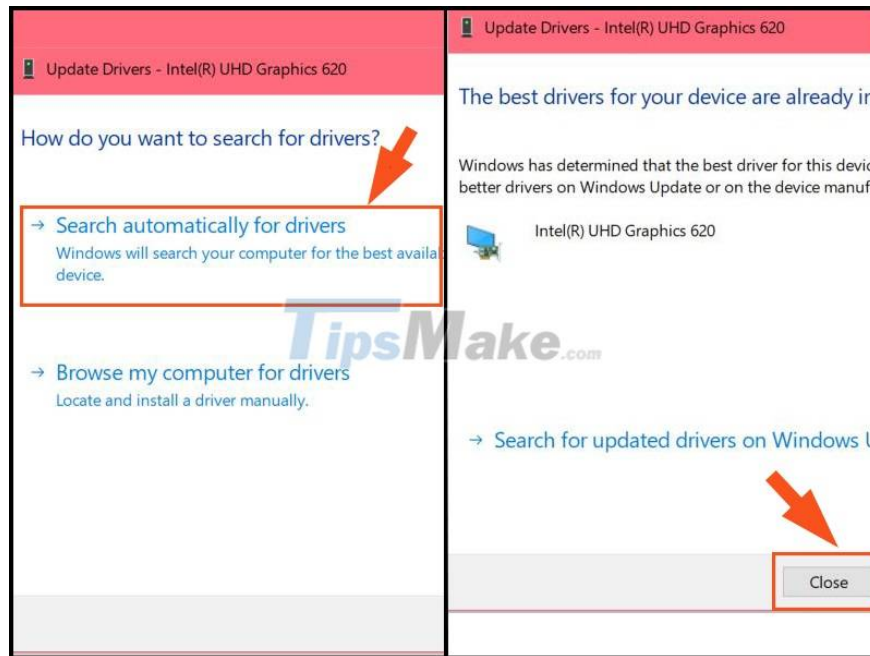 Update Drivers - Intel(R) UHD Graphics 620
How do you want to search for drivers?
→ Search automatically for drivers
Windows will search your computer for the best availab
device.
→ Browse my computer for drivers
Locate and install a driver manually.
Update Drivers - Intel(R) UHD Graphics 620
The best drivers for your device are already in
Windows has determined that the best driver for this devic
better drivers on Windows Update or on the device manuf
Intel(R) UHD Graphics 620
→ Search for updated drivers on Windows U
Close
TipsMake.com